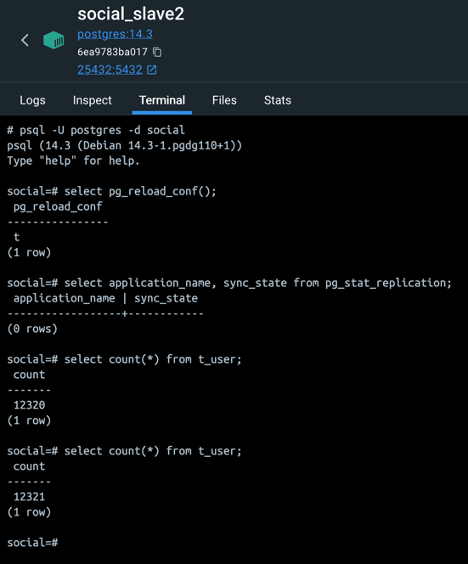 social_slave2
postgres:14.3
6ea9783ba017
25432:5432
Logs Inspect Terminal Files Stats
# psql -U postgres -d social
psql (14.3 (Debian 14.3-1.pgdg110+1))
Type "help" for help.
social=# select pg_reload_conf();
pg_reload_conf
----------------
t
(1 row)
social=# select application_name, sync_state from pg_stat_replication;
application_name | sync_state
------------------+------------
(0 rows)
social=# select count(*) from t_user;
count
-------
12320
(1 row)
social=# select count(*) from t_user;
count
-------
12321
(1 row)
social=#